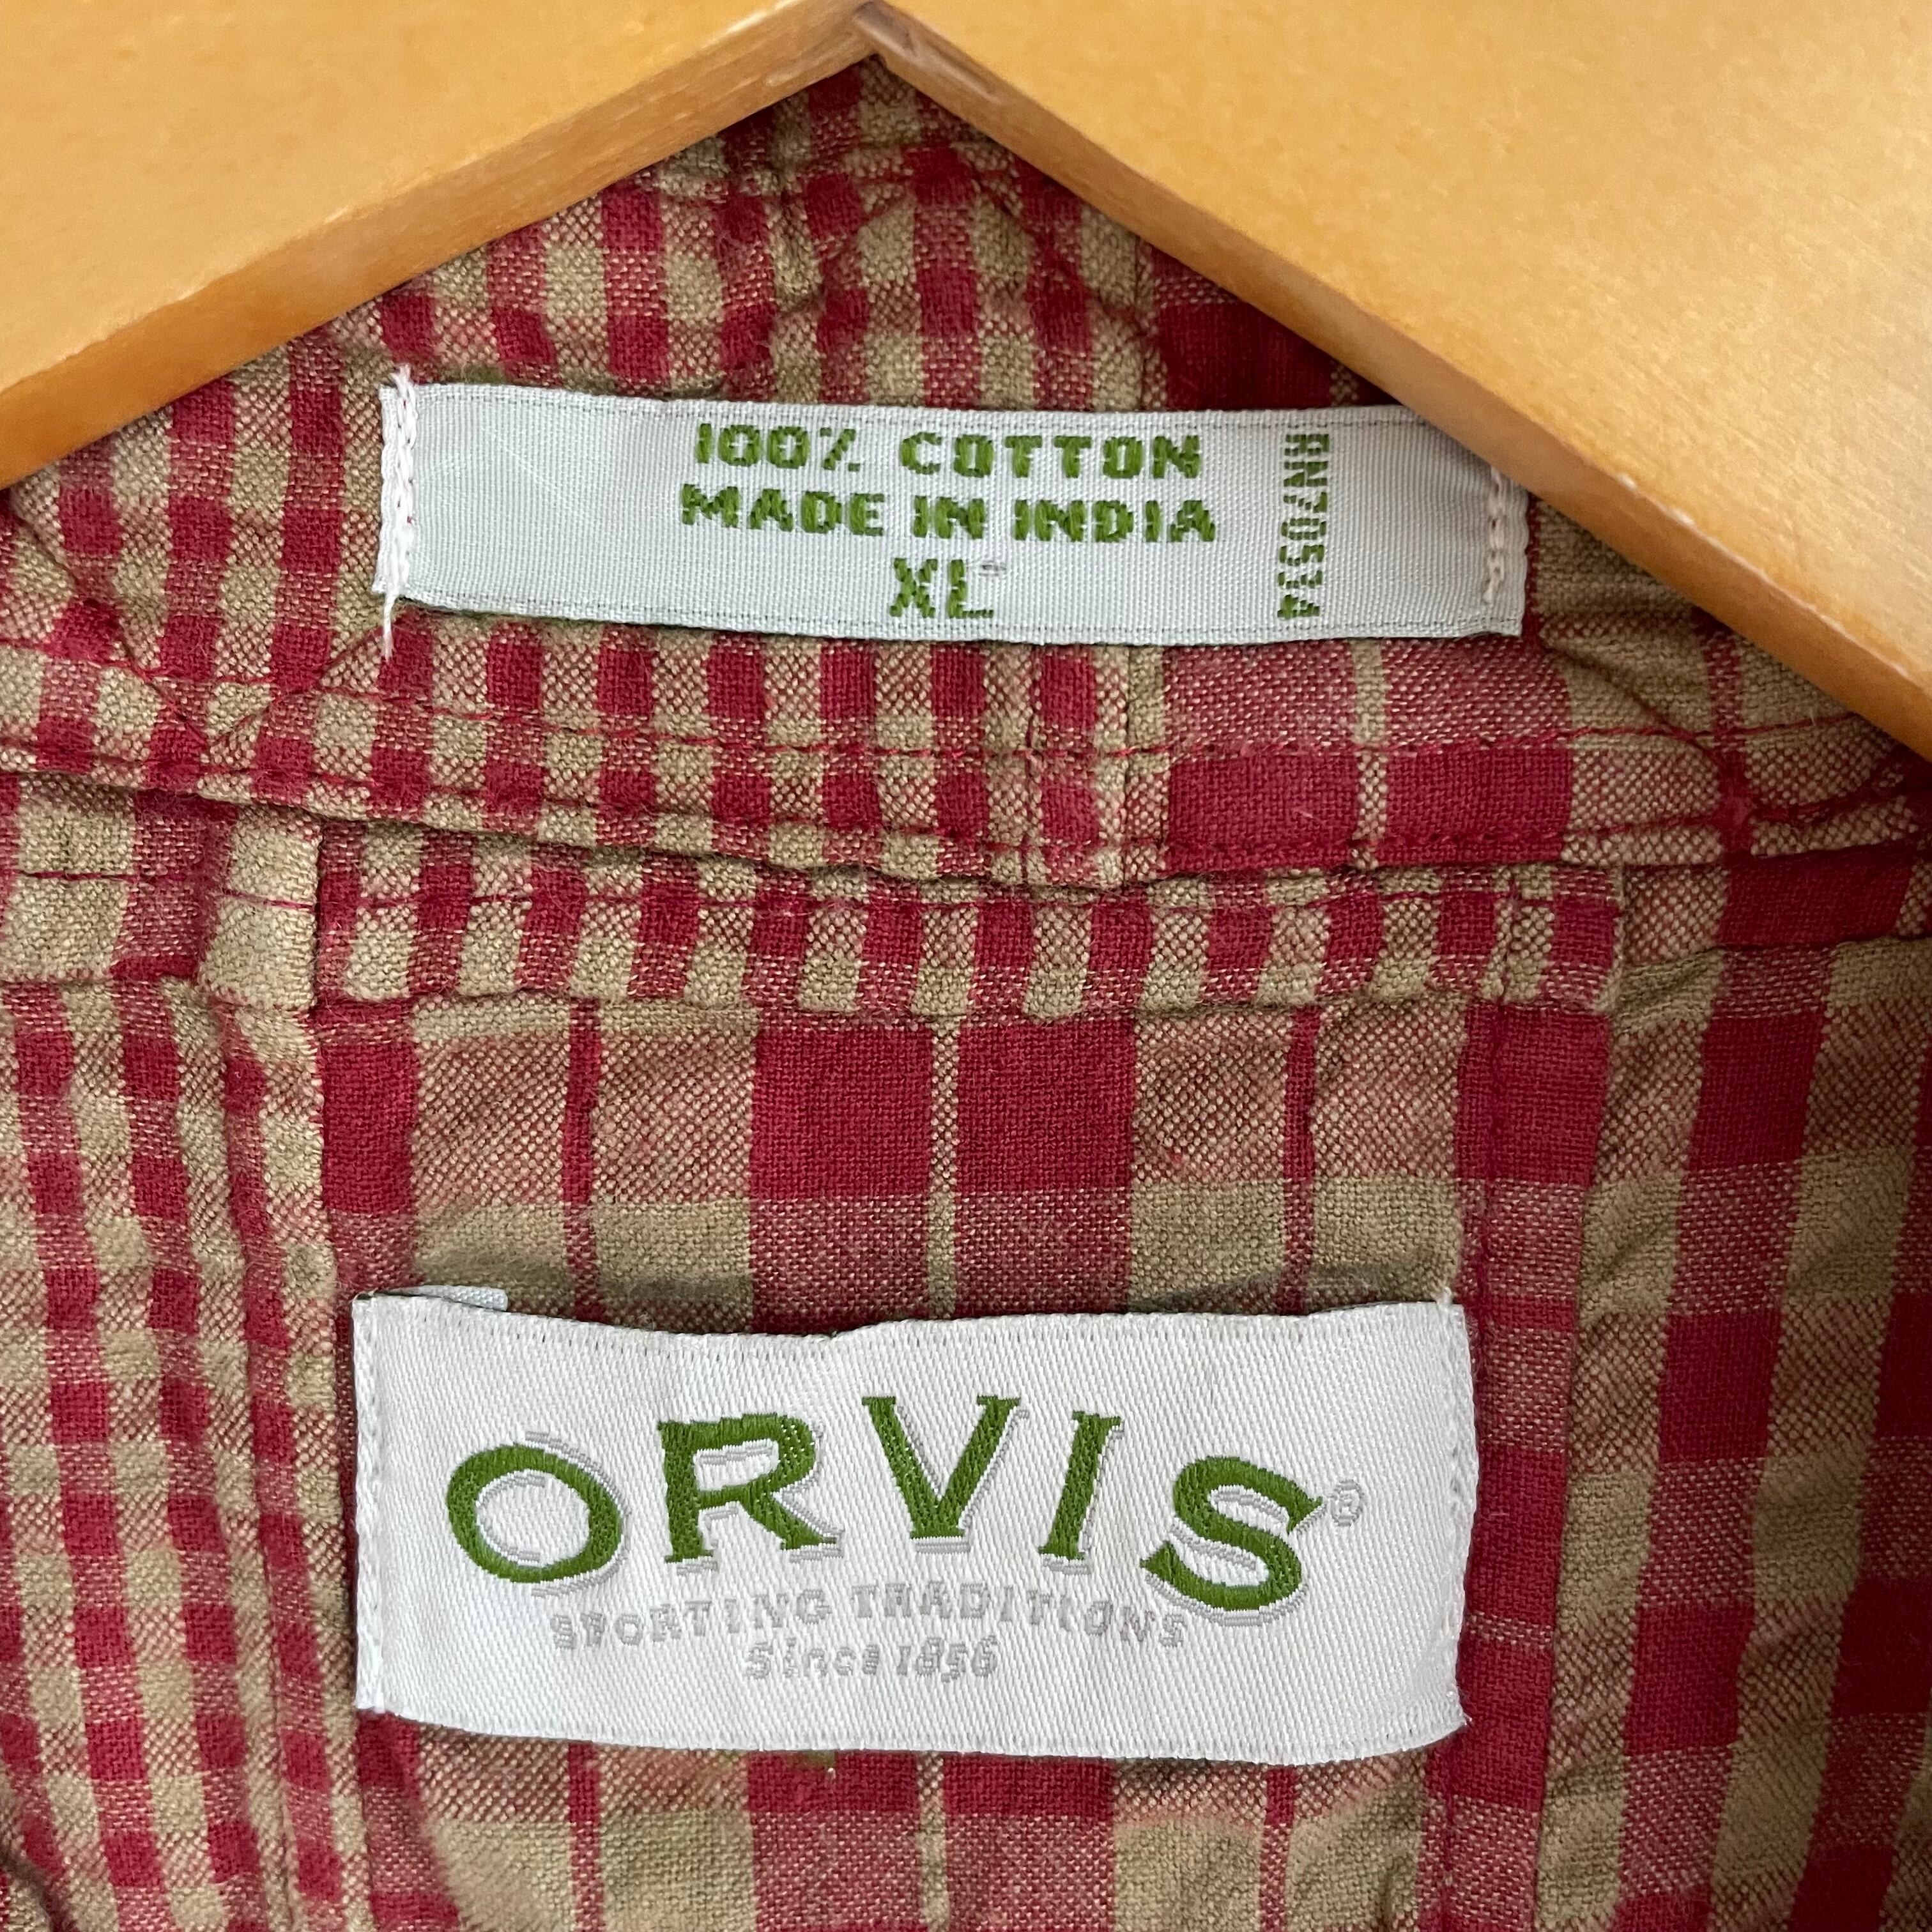 100% COTTON
MADE IN INDIA
XL
RN70534
ORVIS®
SPORTING TRADITIONS
Since 1856